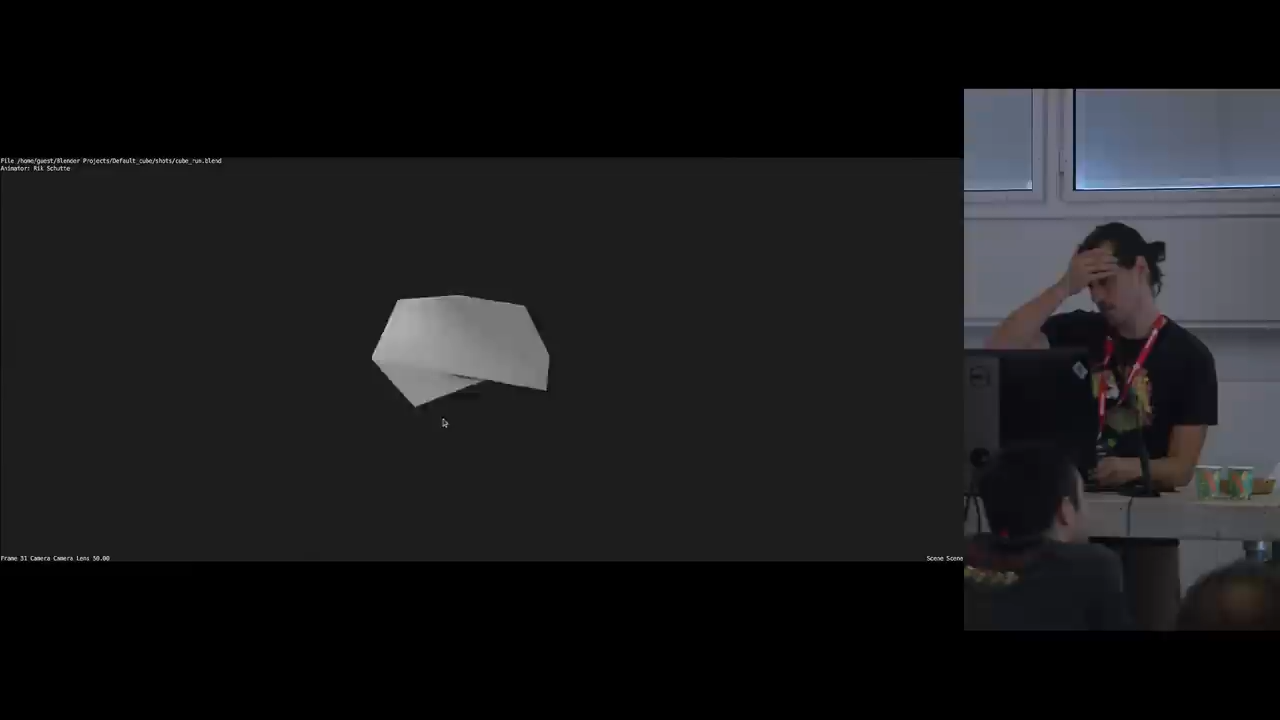 File /home/guest/Blender Projects/Default_cube/shots/cube_run.blend
Animator: Rik Schutte
Frame 31 Camera Camera Lens 50.00
Scene Scene